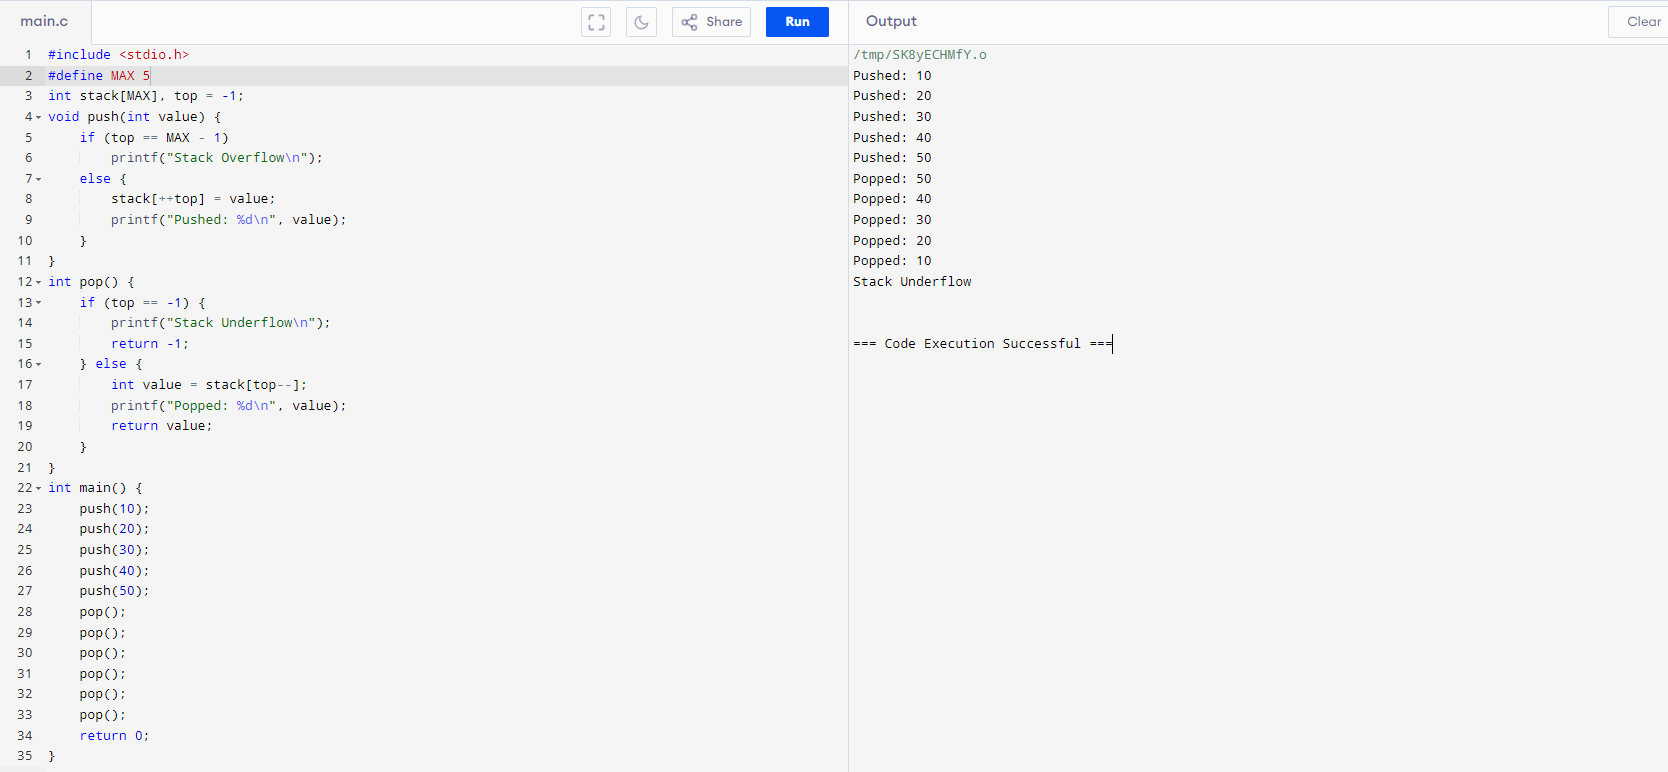 main.c
Share
Run
Output
Clear
1 #include <stdio.h>
2 #define MAX 5
3 int stack[MAX], top = -1;
4 void push(int value) {
5     if (top == MAX - 1)
6         printf("Stack Overflow\n");
7     else {
8         stack[++top] = value;
9         printf("Pushed: %d\n", value);
10     }
11 }
12 int pop() {
13     if (top == -1) {
14         printf("Stack Underflow\n");
15         return -1;
16     } else {
17         int value = stack[top--];
18         printf("Popped: %d\n", value);
19         return value;
20     }
21 }
22 int main() {
23     push(10);
24     push(20);
25     push(30);
26     push(40);
27     push(50);
28     pop();
29     pop();
30     pop();
31     pop();
32     pop();
33     pop();
34     return 0;
35 }
/tmp/SK8yECHMfY.o
Pushed: 10
Pushed: 20
Pushed: 30
Pushed: 40
Pushed: 50
Popped: 50
Popped: 40
Popped: 30
Popped: 20
Popped: 10
Stack Underflow
=== Code Execution Successful ===